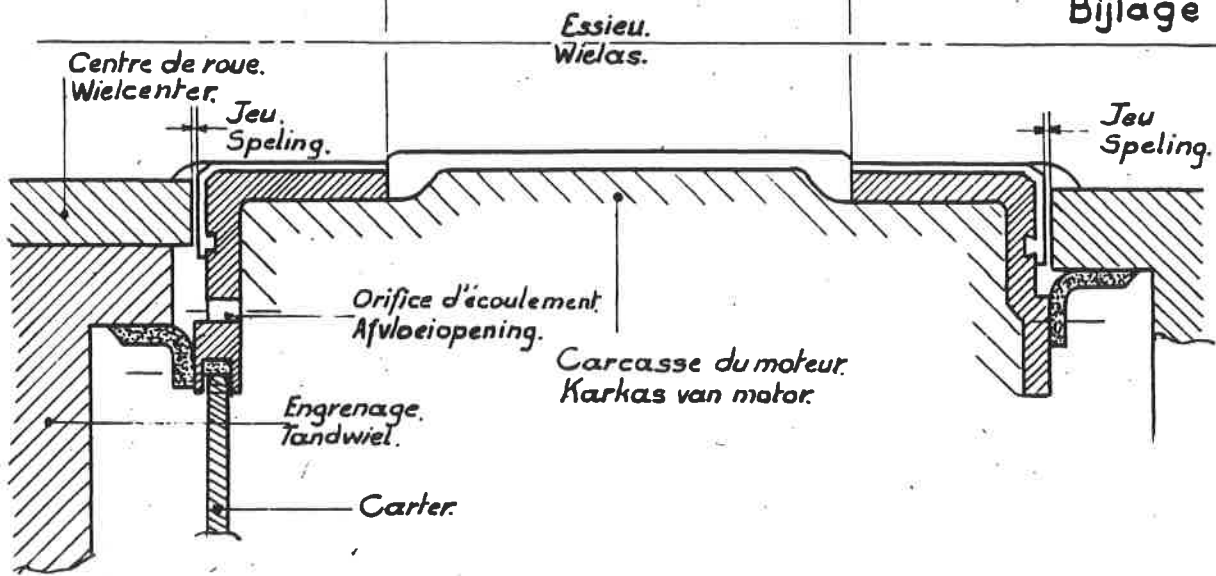 Bijlage
Essieu.
Wielas.
Centre de roue.
Wielcenter.
Jeu.
Speling.
Jeu
Speling.
Orifice d'écoulement.
Afvloeiopening.
Carcasse du moteur.
Karkas van motor.
Engrenage.
Tandwiel.
Carter.